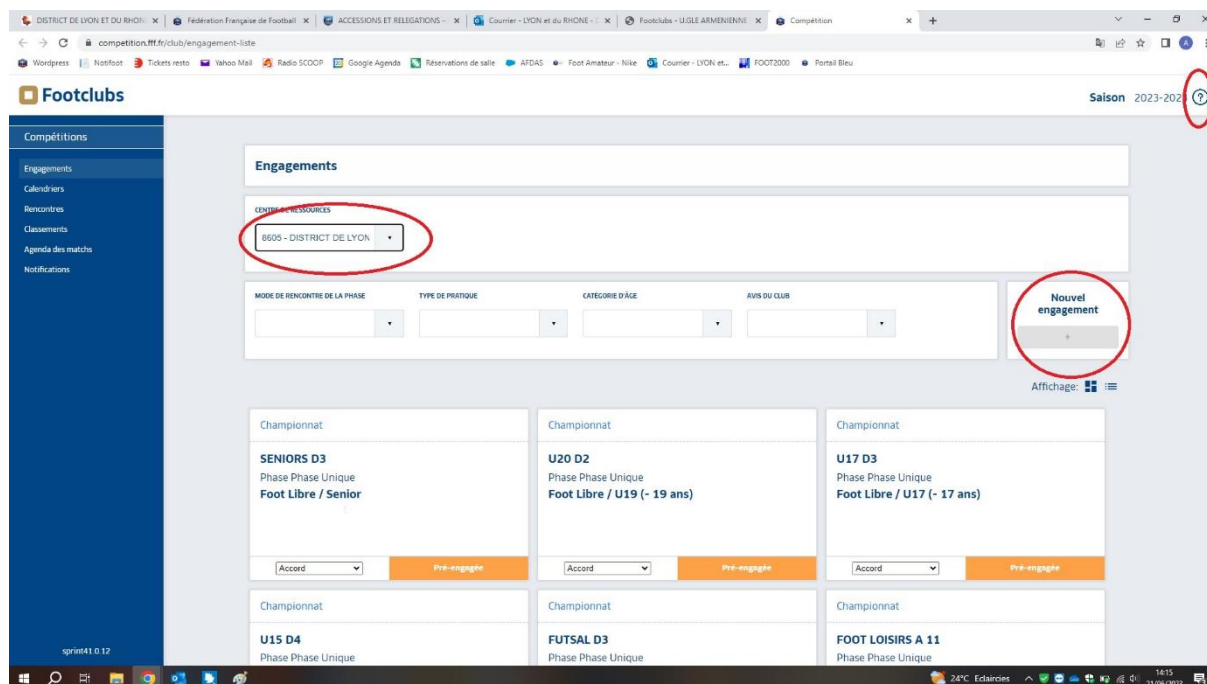 DISTRICT DE LYON ET DU RHON
Fédération Française de Football
ACCESSIONS ET RELEGATIONS -
Courrier - LYON et du RHONE -
Footclubs - U.GLE ARMENIENNE
Compétition
competition.fff.fr/club/engagement-liste
Wordpress
Notifoot
Tickets resto
Yahoo Mail
Radio SCOOP
Google Agenda
Réservations de salle
AFDAS
Foot Amateur - Nike
Courrier - LYON et...
FOOT2000
Portail Bleu
Footclubs
Saison 2023-202
?
Compétitions
Engagements
Calendriers
Rencontres
Classements
Agenda des matchs
Notifications
Engagements
CENTRE DE RESSOURCES
8605 - DISTRICT DE LYON
MODE DE RENCONTRE DE LA PHASE
TYPE DE PRATIQUE
CATÉGORIE D'ÂGE
AVIS DU CLUB
Nouvel
engagement
+
Affichage:
Championnat
SENIORS D3
Phase Phase Unique
Foot Libre / Senior
Accord
Pré-engagée
Championnat
U20 D2
Phase Phase Unique
Foot Libre / U19 (- 19 ans)
Accord
Pré-engagée
Championnat
U17 D3
Phase Phase Unique
Foot Libre / U17 (- 17 ans)
Accord
Pré-engagée
Championnat
U15 D4
Phase Phase Unique
Championnat
FUTSAL D3
Phase Phase Unique
Championnat
FOOT LOISIRS A 11
Phase Phase Unique
sprint41.0.12
24°C Eclaircies
14:15